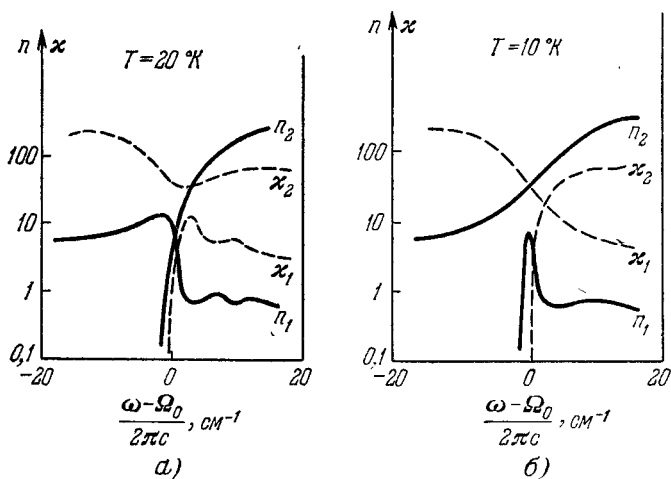 n ϰ
T = 20 °K
n₂
100
ϰ₂
10
ϰ₁
1
n₁
0,1
-20
0
20
ω-Ω₀
2πc
, см⁻¹
а)
n ϰ
T = 10 °K
n₂
100
ϰ₂
10
ϰ₁
1
n₁
0,1
-20
0
20
ω-Ω₀
2πc
, см⁻¹
б)